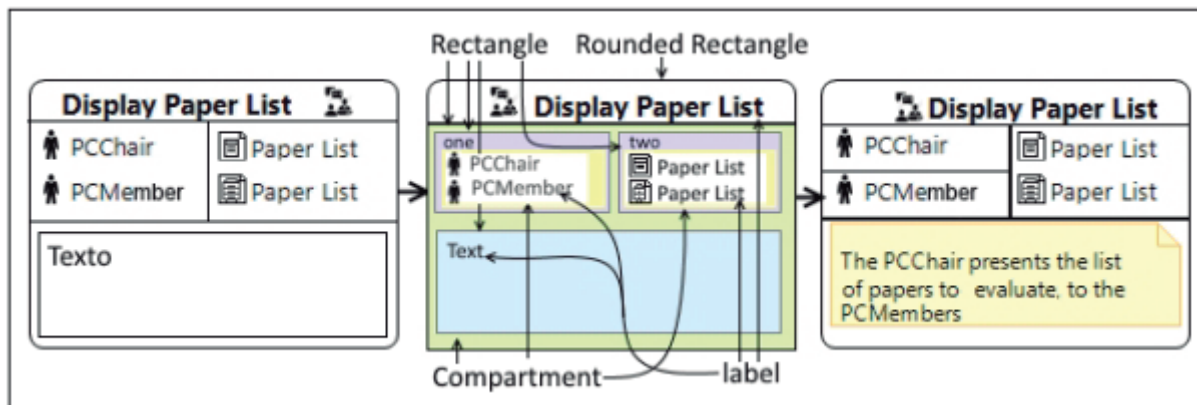 Rectangle
Rounded Rectangle
Display Paper List
PCChair
Paper List
PCMember
Paper List
Texto
Display Paper List
one
two
PCChair
Paper List
PCMember
Paper List
Text
Compartment
label
Display Paper List
PCChair
Paper List
PCMember
Paper List
The PCChair presents the list
of papers to evaluate, to the
PCMembers